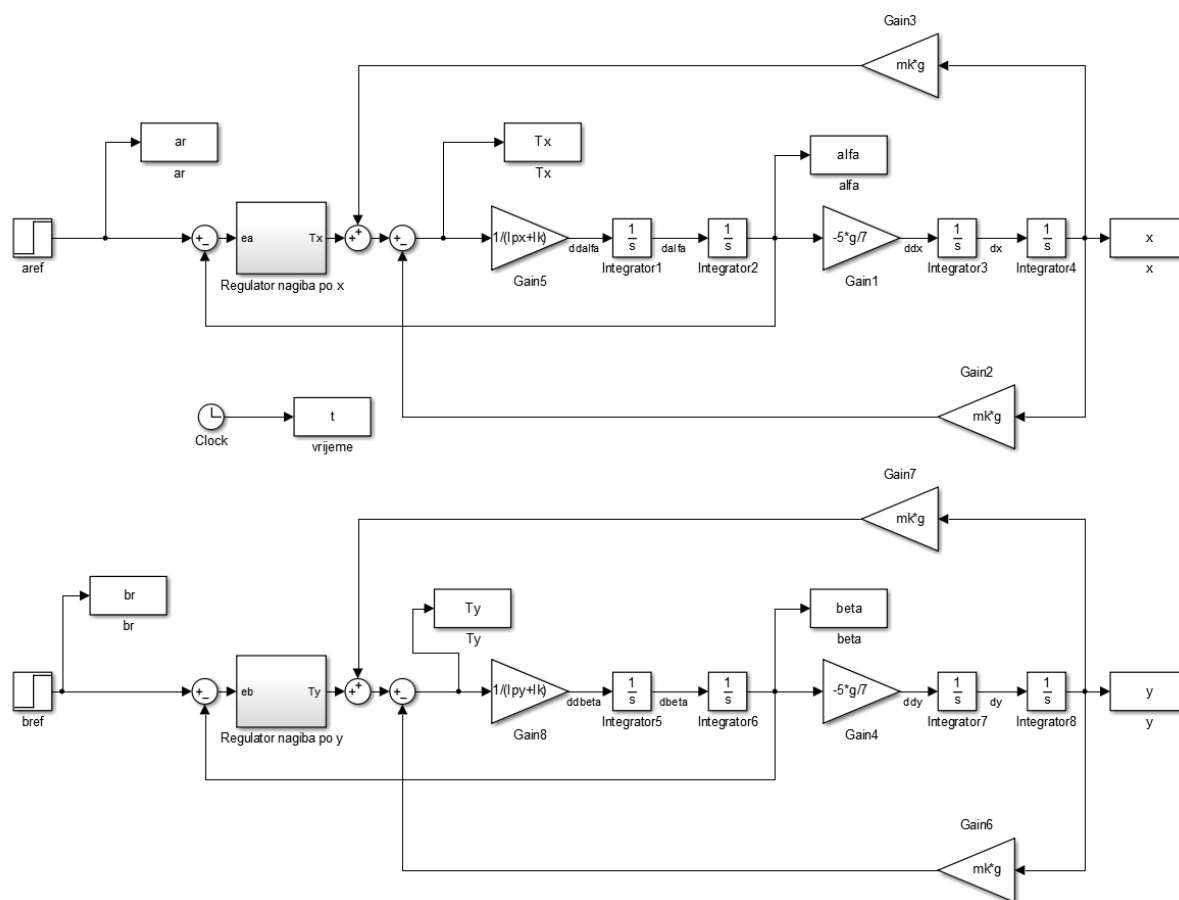 Gain3
mk*g
ar
ar
Tx
Tx
alfa
alfa
aref
+
−
ea
Tx
Regulator nagiba po x
+
+
+
−
1/(Ipx+Ik)
Gain5
ddalfa
1
s
Integrator1
dalfa
1
s
Integrator2
-5*g/7
Gain1
ddx
1
s
Integrator3
dx
1
s
Integrator4
x
x
Gain2
mk*g
Clock
t
vrijeme
Gain7
mk*g
br
br
Ty
Ty
beta
beta
bref
+
−
eb
Ty
Regulator nagiba po y
+
+
+
−
1/(Ipy+Ik)
Gain8
ddbeta
1
s
Integrator5
dbeta
1
s
Integrator6
-5*g/7
Gain4
ddy
1
s
Integrator7
dy
1
s
Integrator8
y
y
Gain6
mk*g